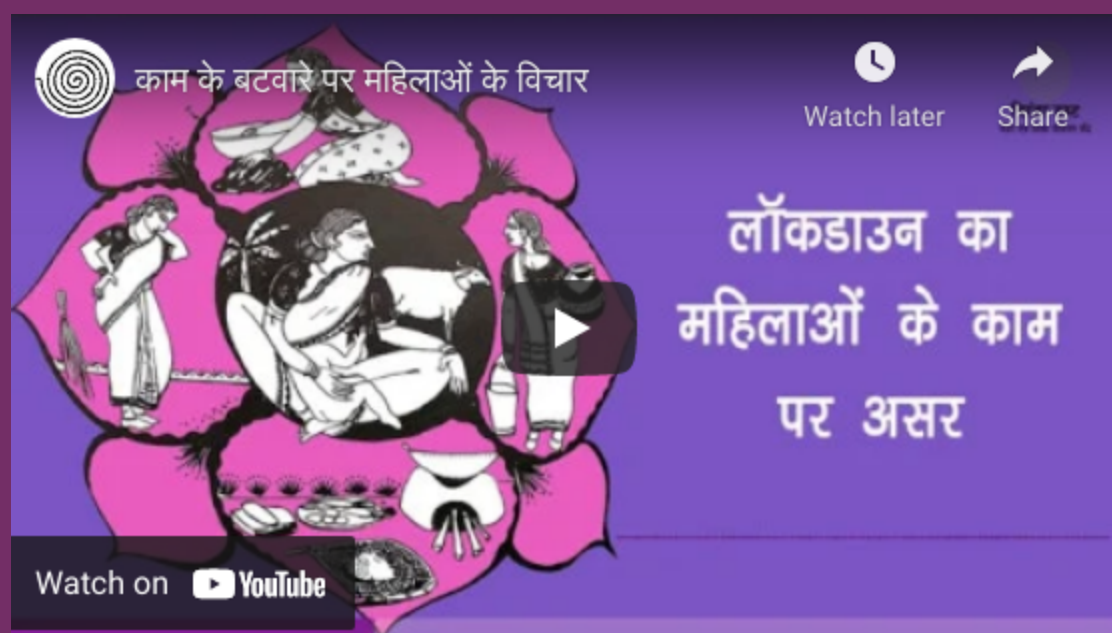 काम के बटवारे पर महिलाओं के विचार
Watch later
Share
लॉकडाउन का
महिलाओं के काम
पर असर
Watch on YouTube